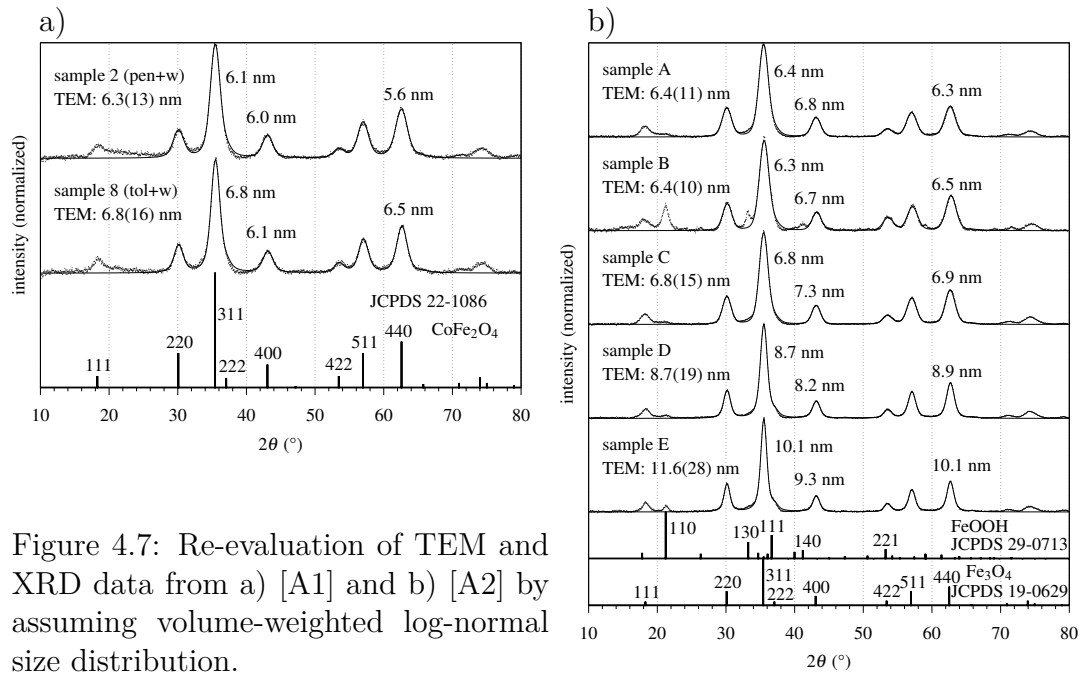 a)
sample 2 (pen+w)
TEM: 6.3(13) nm
6.1 nm
6.0 nm
5.6 nm
sample 8 (tol+w)
TEM: 6.8(16) nm
6.8 nm
6.1 nm
6.5 nm
JCPDS 22-1086
CoFe₂O₄
111
220
311
222
400
422
511
440
10 20 30 40 50 60 70 80
2θ (°)
intensity (normalized)
b)
sample A
TEM: 6.4(11) nm
6.4 nm
6.8 nm
6.3 nm
sample B
TEM: 6.4(10) nm
6.3 nm
6.7 nm
6.5 nm
sample C
TEM: 6.8(15) nm
6.8 nm
7.3 nm
6.9 nm
sample D
TEM: 8.7(19) nm
8.7 nm
8.2 nm
8.9 nm
sample E
TEM: 11.6(28) nm
10.1 nm
9.3 nm
10.1 nm
110
130
111
140
221
FeOOH
JCPDS 29-0713
111
220
311
222
400
422
511
440
Fe₃O₄
JCPDS 19-0629
10 20 30 40 50 60 70 80
2θ (°)
intensity (normalized)
Figure 4.7: Re-evaluation of TEM and
XRD data from a) [A1] and b) [A2] by
assuming volume-weighted log-normal
size distribution.